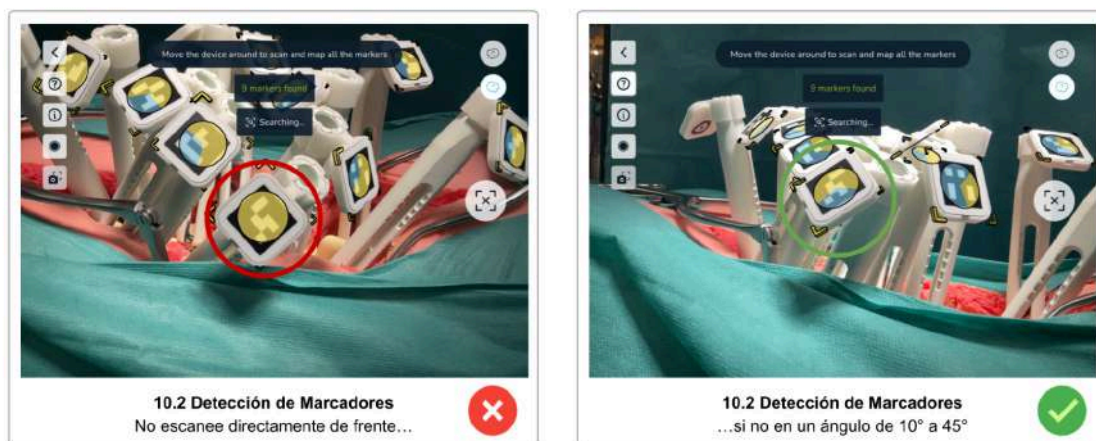 Move the device around to scan and map all the markers
9 markers found
Searching...
10.2 Detección de Marcadores
No escanee directamente de frente…
Move the device around to scan and map all the markers
9 markers found
Searching...
10.2 Detección de Marcadores
...si no en un ángulo de 10° a 45°